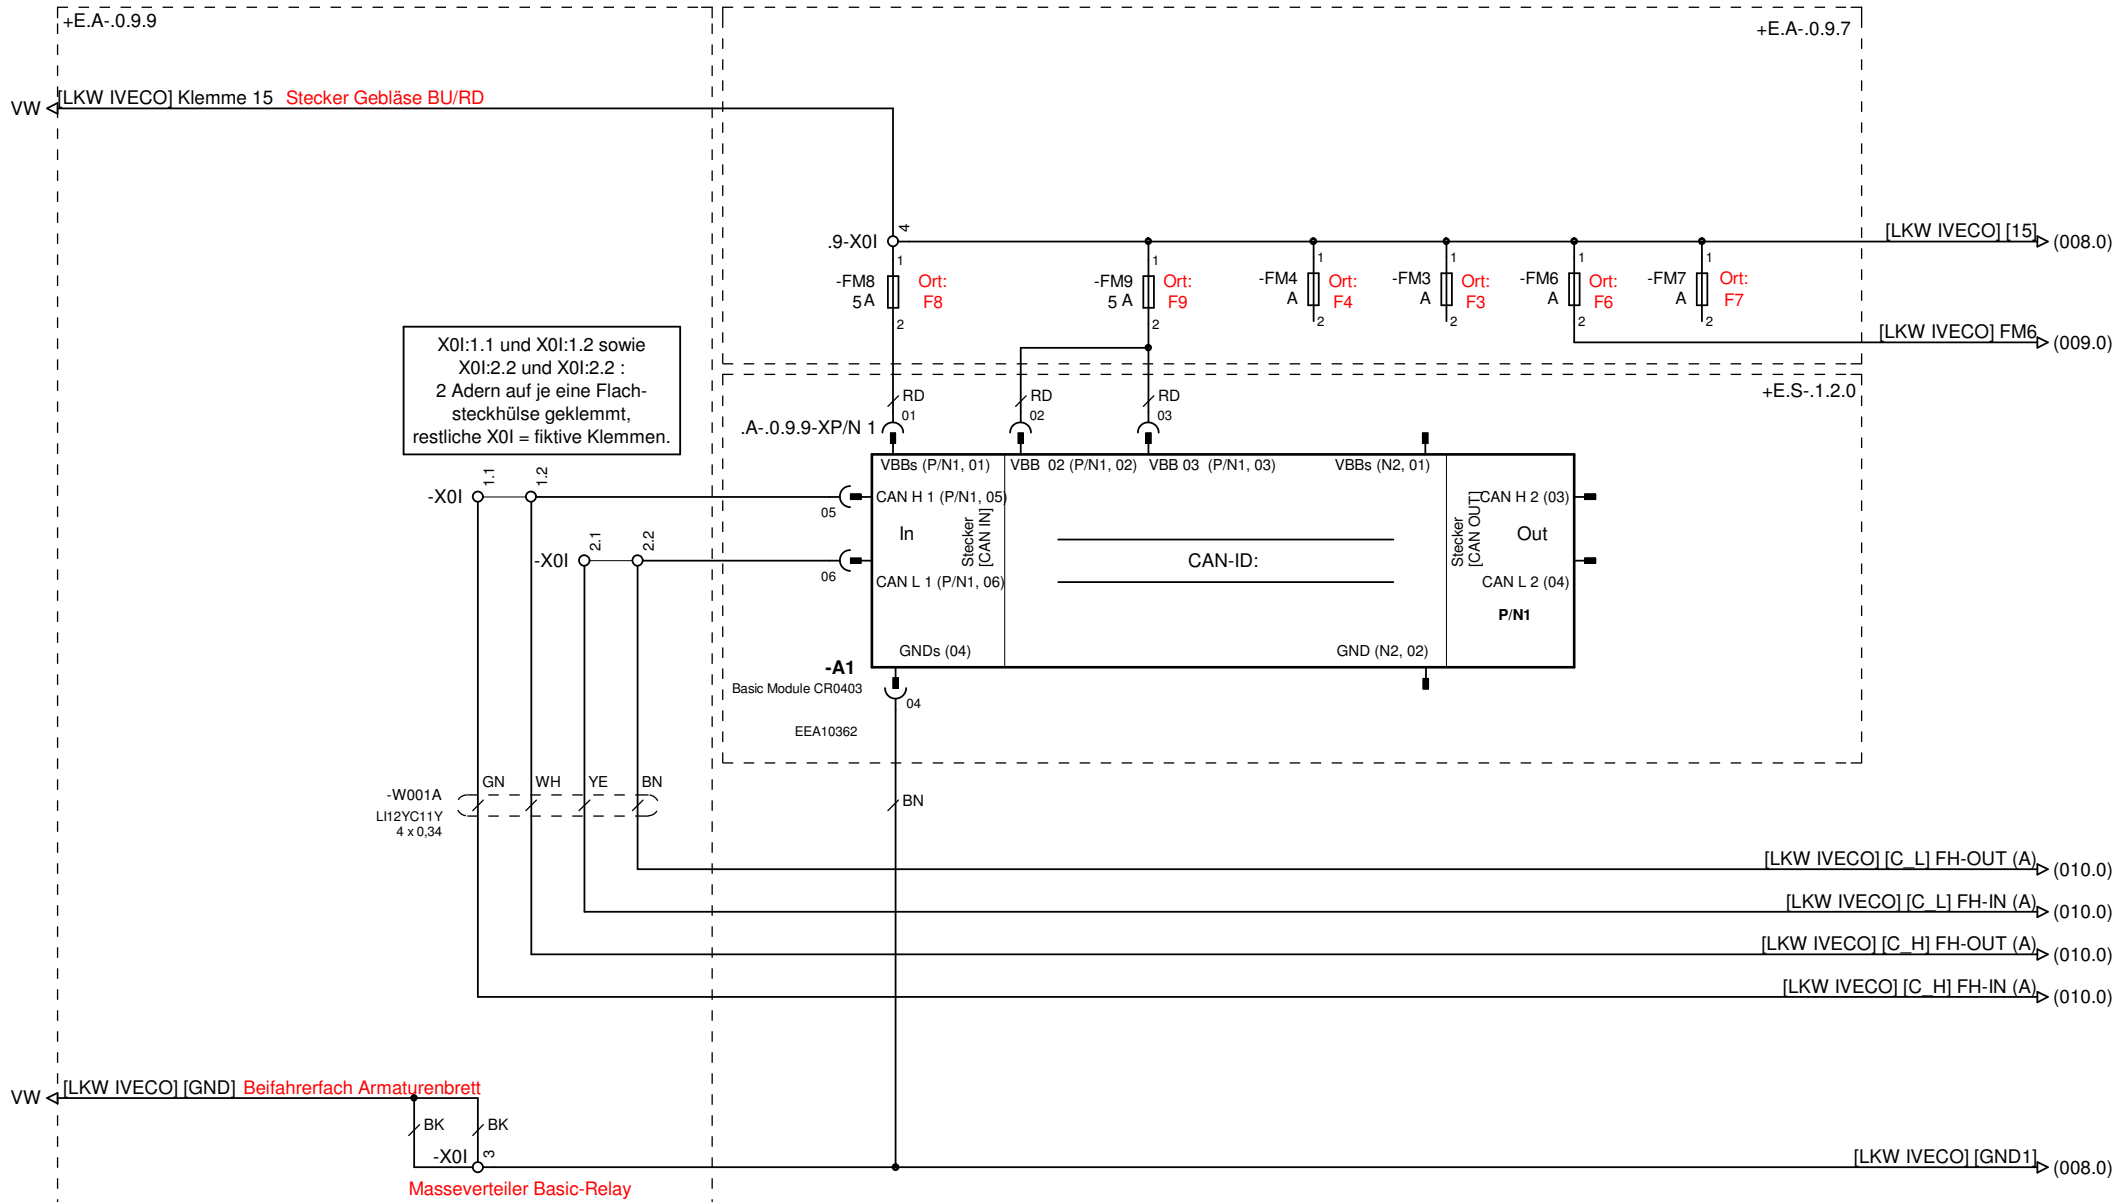 +E.A-.0.9.9
+E.A-.0.9.7
VW
[LKW IVECO] Klemme 15 Stecker Gebläse BU/RD
.9-X0I
4
[LKW IVECO] [15]
(008.0)
1
-FM8
5 A
Ort:
F8
2
1
-FM9
5 A
Ort:
F9
2
1
-FM4
A
Ort:
F4
2
1
-FM3
A
Ort:
F3
2
1
-FM6
A
Ort:
F6
2
1
-FM7
A
Ort:
F7
2
[LKW IVECO] FM6
(009.0)
X0I:1.1 und X0I:1.2 sowie
X0I:2.2 und X0I:2.2 :
2 Adern auf je eine Flach-
steckhülse geklemmt,
restliche X0I = fiktive Klemmen.
+E.S-.1.2.0
RD
01
RD
02
RD
03
.A-.0.9.9-XP/N 1
VBBs (P/N1, 01)
VBB 02 (P/N1, 02)
VBB 03 (P/N1, 03)
VBBs (N2, 01)
-X0I
1.1
1.2
05
CAN H 1 (P/N1, 05)
In
Stecker
[CAN IN]
-X0I
2.1
2.2
06
CAN L 1 (P/N1, 06)
CAN-ID:
Stecker
[CAN OUT]
CAN H 2 (03)
Out
CAN L 2 (04)
P/N1
GNDs (04)
GND (N2, 02)
-A1
Basic Module CR0403
04
EEA10362
-W001A
LI12YC11Y
4 x 0,34
GN
WH
YE
BN
BN
[LKW IVECO] [C_L] FH-OUT (A)
(010.0)
[LKW IVECO] [C_L] FH-IN (A)
(010.0)
[LKW IVECO] [C_H] FH-OUT (A)
(010.0)
[LKW IVECO] [C_H] FH-IN (A)
(010.0)
VW
[LKW IVECO] [GND] Beifahrerfach Armaturenbrett
BK
BK
-X0I
3
Masseverteiler Basic-Relay
[LKW IVECO] [GND1]
(008.0)